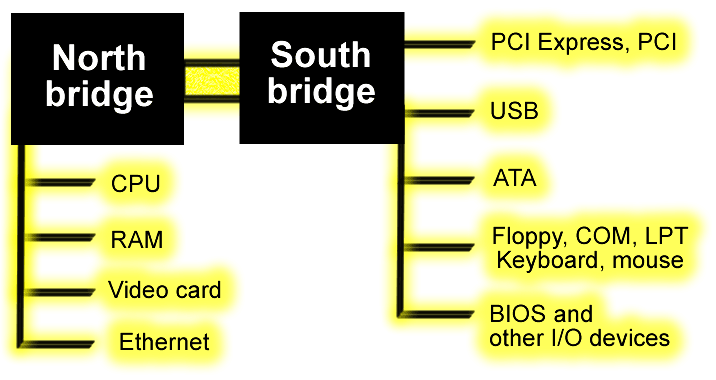 North
bridge
South
bridge
PCI Express, PCI
USB
ATA
Floppy, COM, LPT
Keyboard, mouse
BIOS and
other I/O devices
CPU
RAM
Video card
Ethernet